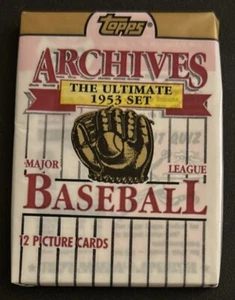 Topps
ARCHIVES
THE ULTIMATE
1953 SET
MAJOR LEAGUE
BASEBALL
12 PICTURE CARDS